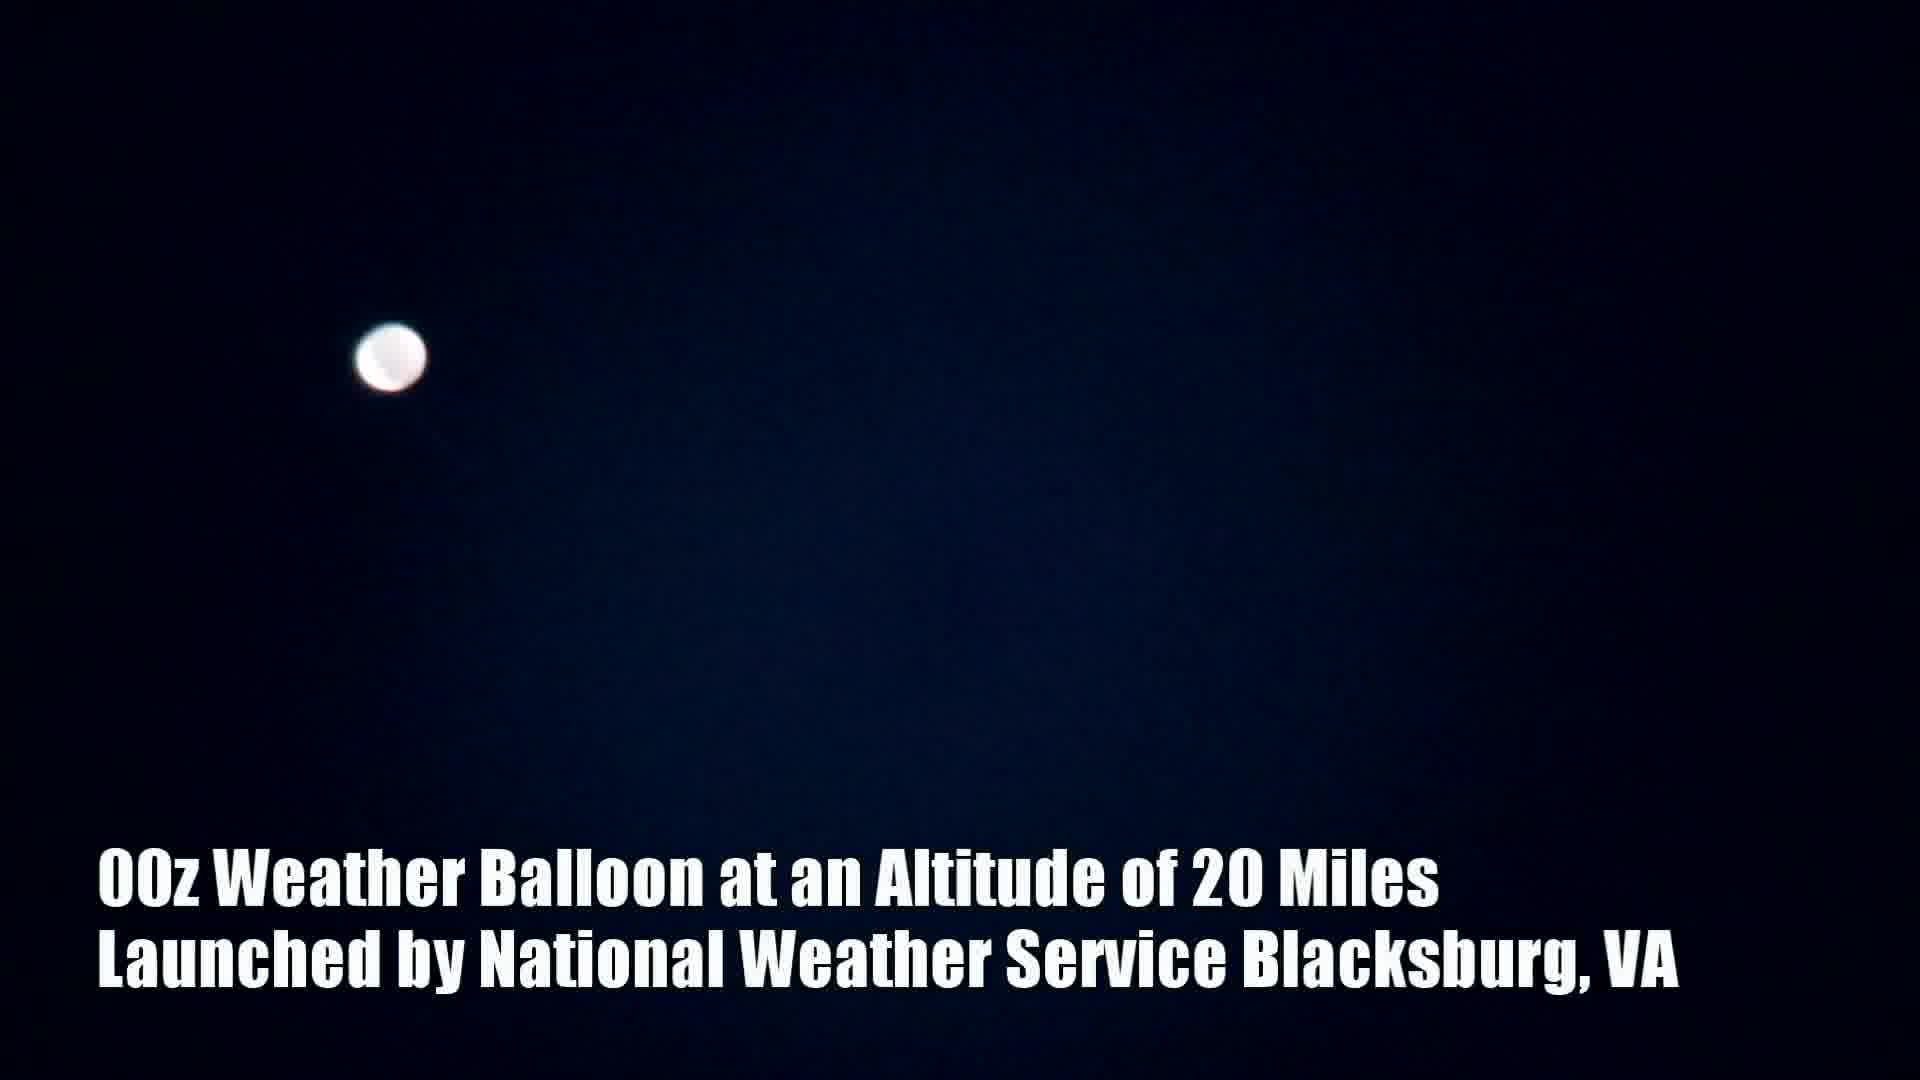 00z Weather Balloon at an Altitude of 20 Miles
Launched by National Weather Service Blacksburg, VA